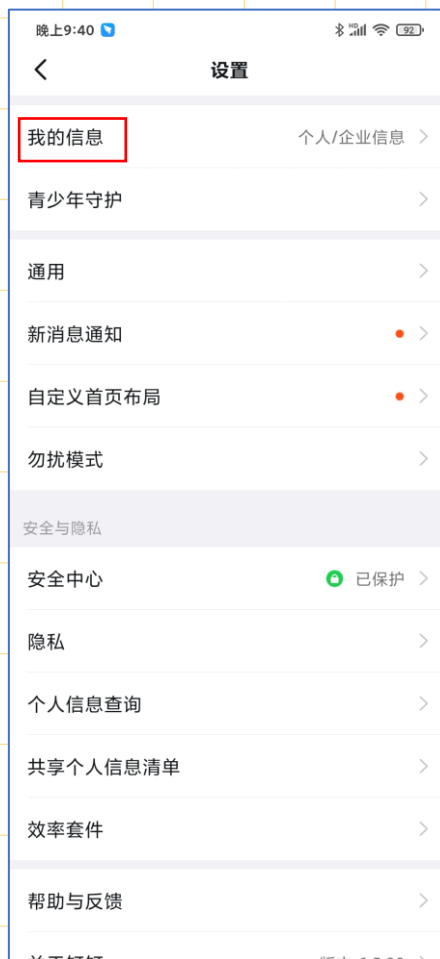 晚上9:40
HD
92
设置
我的信息 个人/企业信息
青少年守护
通用
新消息通知
自定义首页布局
勿扰模式
安全与隐私
安全中心 已保护
隐私
个人信息查询
共享个人信息清单
效率套件
帮助与反馈